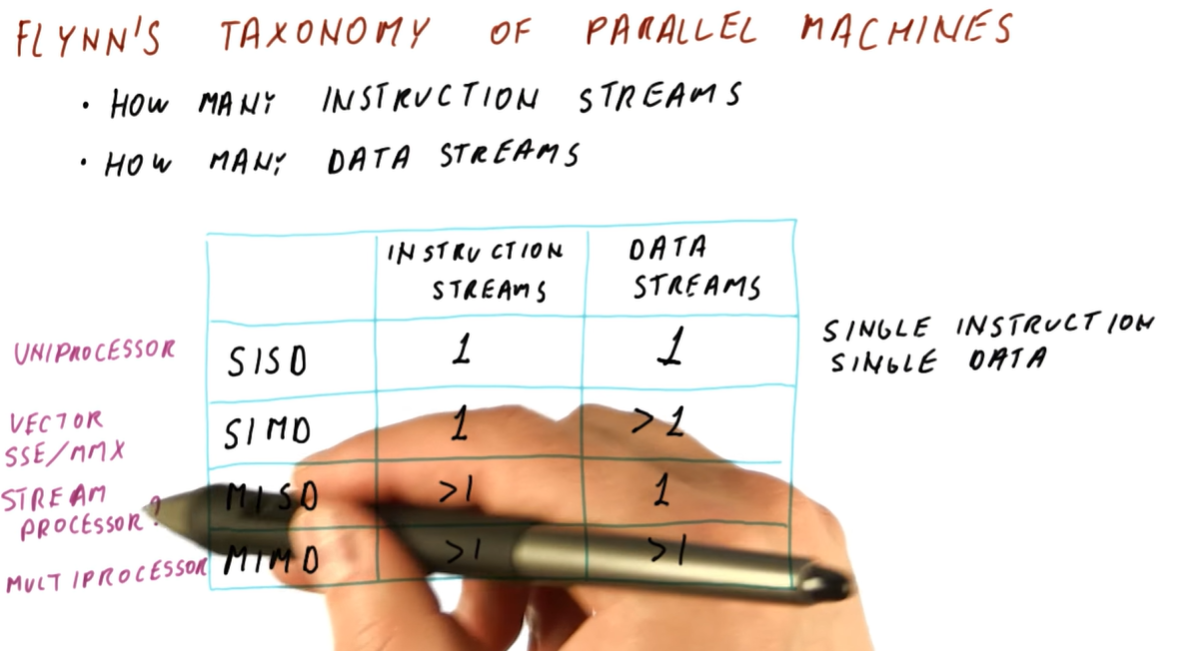 FLYNN'S TAXONOMY OF PARALLEL MACHINES
• HOW MANY INSTRUCTION STREAMS
• HOW MANY DATA STREAMS
INSTRUCTION STREAMS
DATA STREAMS
UNIPROCESSOR
SISD
1
1
SINGLE INSTRUCTION
SINGLE DATA
VECTOR
SSE/MMX
SIMD
1
>1
STREAM
PROCESSOR?
MISD
>1
1
MULTIPROCESSOR
MIMD
>1
>1